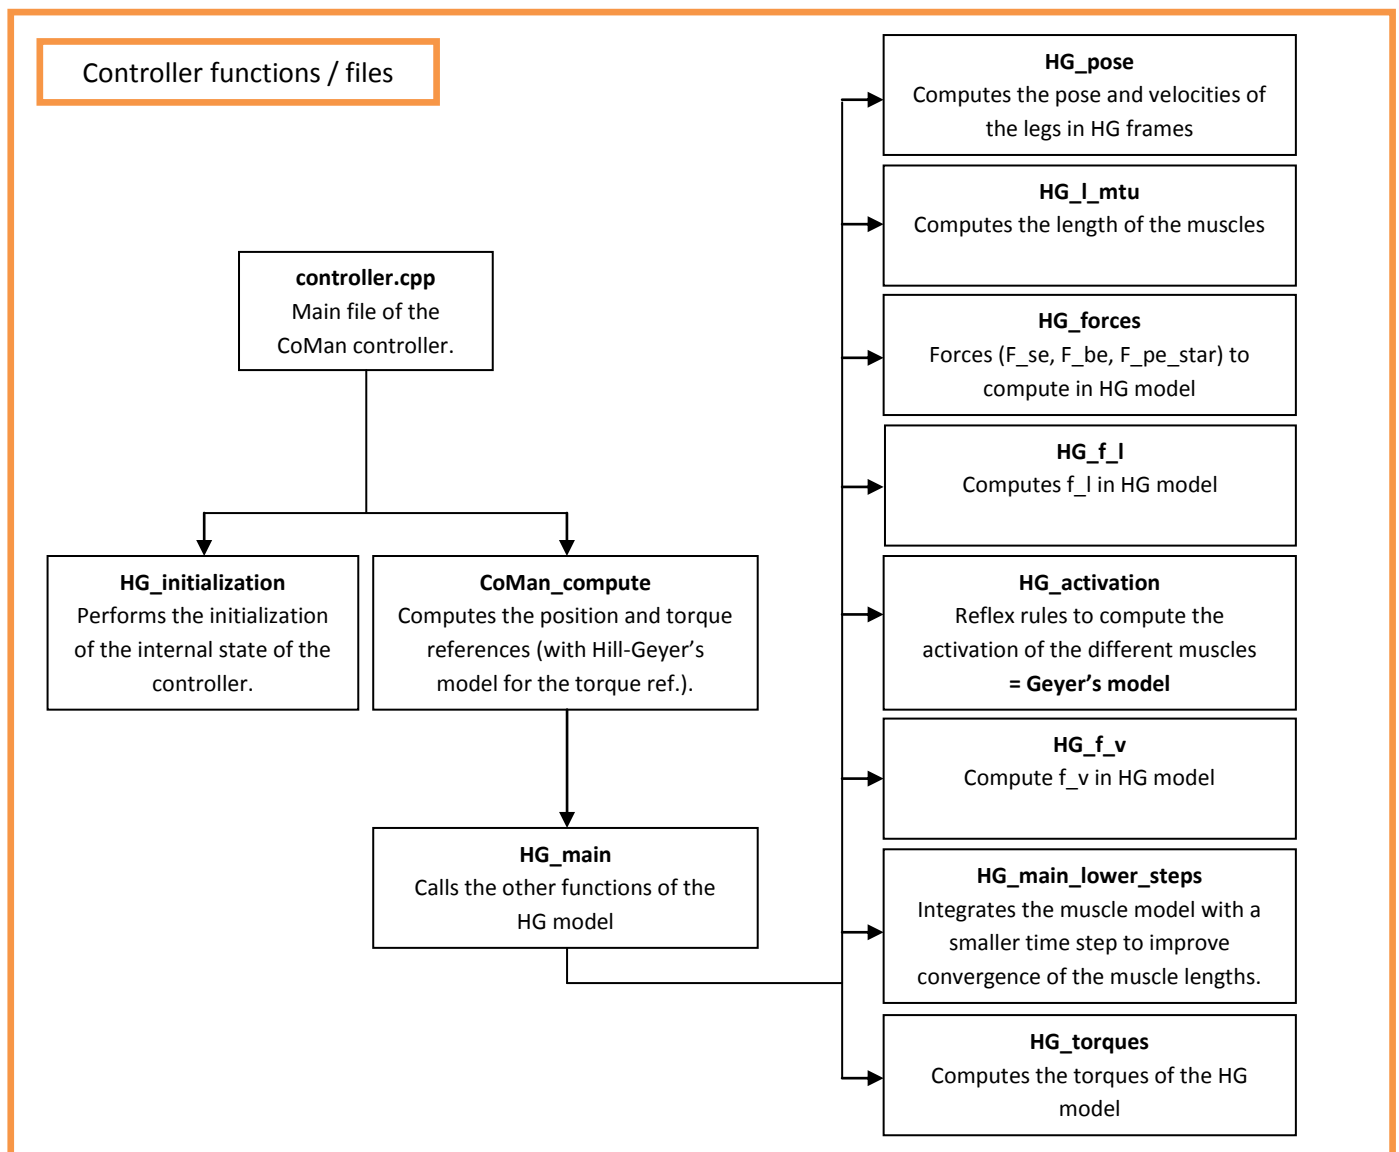 Controller functions / files
controller.cpp
Main file of the
CoMan controller.
HG_initialization
Performs the initialization
of the internal state of the
controller.
CoMan_compute
Computes the position and torque
references (with Hill-Geyer’s
model for the torque ref.).
HG_main
Calls the other functions of the
HG model
HG_pose
Computes the pose and velocities of
the legs in HG frames
HG_l_mtu
Computes the length of the muscles
HG_forces
Forces (F_se, F_be, F_pe_star) to
compute in HG model
HG_f_l
Computes f_l in HG model
HG_activation
Reflex rules to compute the
activation of the different muscles
= Geyer’s model
HG_f_v
Compute f_v in HG model
HG_main_lower_steps
Integrates the muscle model with a
smaller time step to improve
convergence of the muscle lengths.
HG_torques
Computes the torques of the HG
model